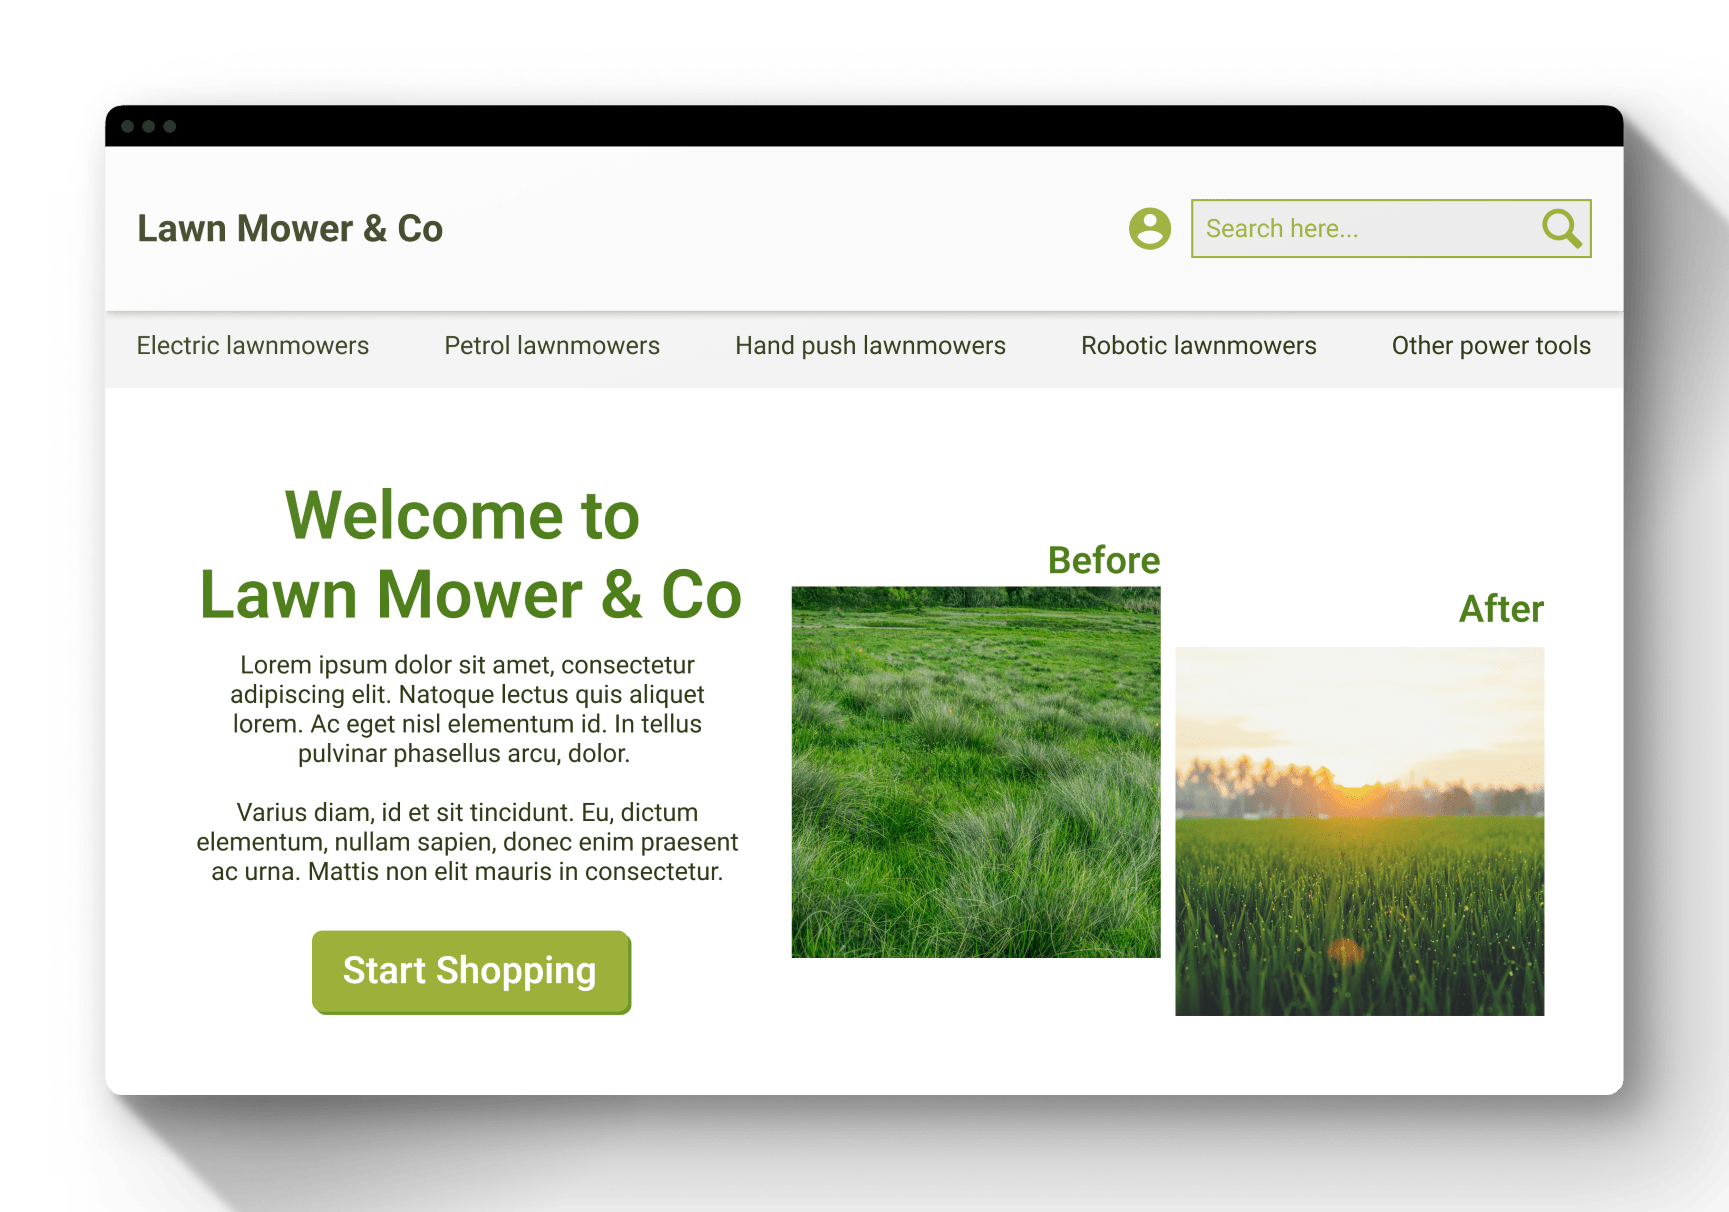 Lawn Mower & Co
Search here...
Electric lawnmowers
Petrol lawnmowers
Hand push lawnmowers
Robotic lawnmowers
Other power tools
Welcome to
Lawn Mower & Co
Lorem ipsum dolor sit amet, consectetur
adipiscing elit. Natoque lectus quis aliquet
lorem. Ac eget nisl elementum id. In tellus
pulvinar phasellus arcu, dolor.
Varius diam, id et sit tincidunt. Eu, dictum
elementum, nullam sapien, donec enim praesent
ac urna. Mattis non elit mauris in consectetur.
Start Shopping
Before
After